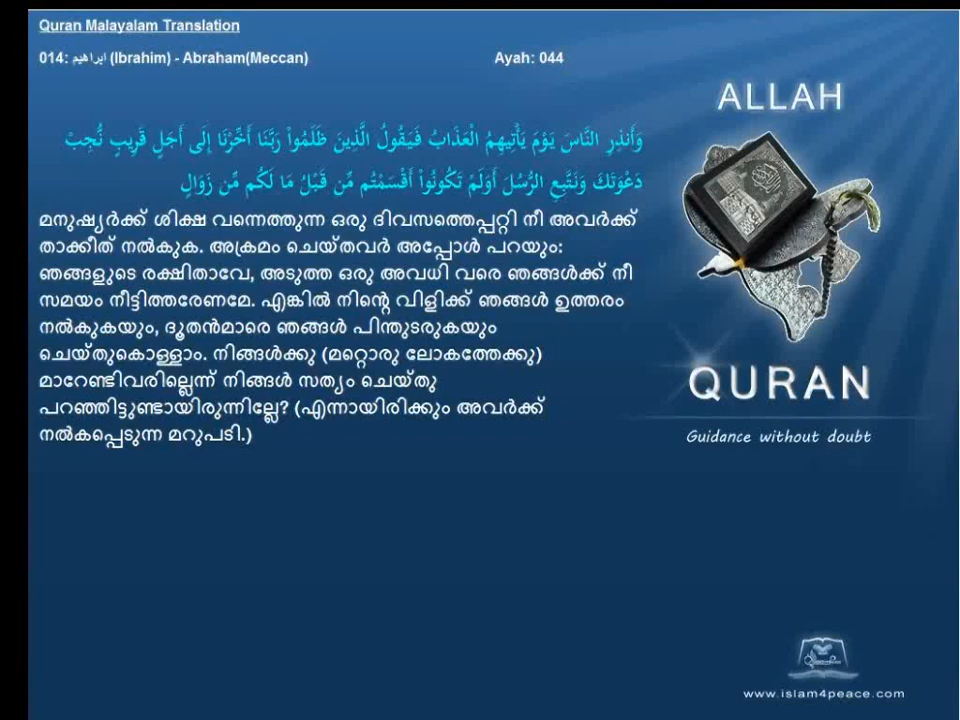 Quran Malayalam Translation
014: ابراهيم (Ibrahim) - Abraham(Meccan) Ayah: 044
وَأَنذِرِ النَّاسَ يَوْمَ يَأْتِيهِمُ الْعَذَابُ فَيَقُولُ الَّذِينَ ظَلَمُواْ رَبَّنَا أَخِّرْنَا إِلَى أَجَلٍ قَرِيبٍ نُّجِبْ
دَعْوَتَكَ وَنَتَّبِعِ الرُّسُلَ أَوَلَمْ تَكُونُواْ أَقْسَمْتُم مِّن قَبْلُ مَا لَكُم مِّن زَوَالٍ
മനുഷ്യര്‍ക്ക് ശിക്ഷ വന്നെത്തുന്ന ഒരു ദിവസത്തെപ്പറ്റി നീ അവര്‍ക്ക്
താക്കീത് നല്‍കുക. അക്രമം ചെയ്തവര്‍ അപ്പോള്‍ പറയും:
ഞങ്ങളുടെ രക്ഷിതാവേ, അടുത്ത ഒരു അവധി വരെ ഞങ്ങള്‍ക്ക് നീ
സമയം നീട്ടിത്തരേണമേ. എങ്കില്‍ നിന്‍റെ വിളിക്ക് ഞങ്ങള്‍ ഉത്തരം
നല്‍കുകയും, ദൂതന്‍മാരെ ഞങ്ങള്‍ പിന്തുടരുകയും
ചെയ്തുകൊള്ളാം. നിങ്ങള്‍ക്കു (മറ്റൊരു ലോകത്തേക്കു)
മാറേണ്ടിവരില്ലെന്ന് നിങ്ങള്‍ സത്യം ചെയ്തു
പറഞ്ഞിട്ടുണ്ടായിരുന്നില്ലേ? (എന്നായിരിക്കും അവര്‍ക്ക്
നല്‍കപ്പെടുന്ന മറുപടി.)
ALLAH
QURAN
Guidance without doubt
www.islam4peace.com